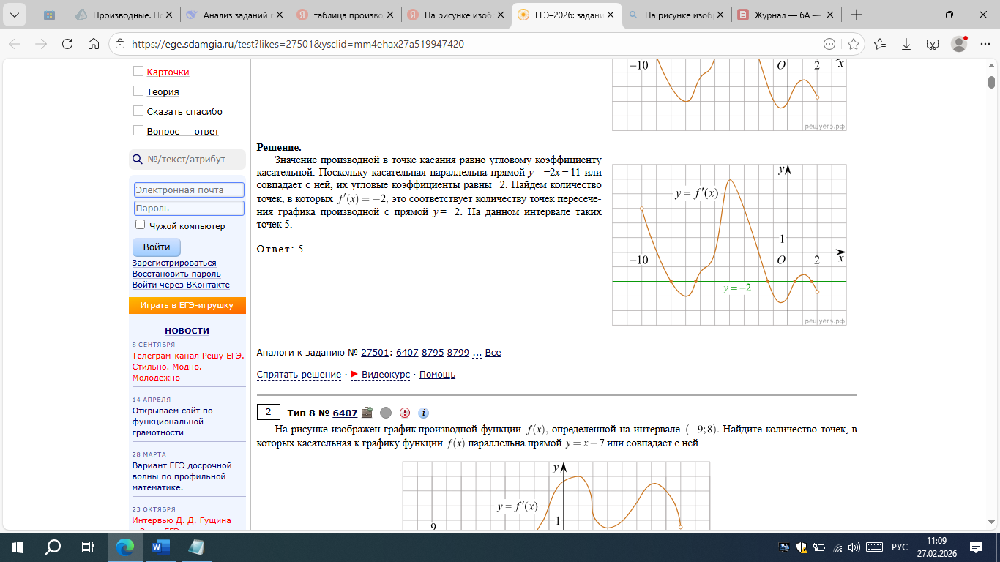 Производные. По
Анализ заданий п
таблица произво
На рисунке изобр
ЕГЭ–2026: задани
На рисунке изобр
Журнал — 6А —
https://ege.sdamgia.ru/test?likes=27501&ysclid=mm4ehax27a519947420
Карточки
Теория
Сказать спасибо
Вопрос — ответ
№/текст/атрибут
Электронная почта
Пароль
Чужой компьютер
Войти
Зарегистрироваться
Восстановить пароль
Войти через ВКонтакте
Играть в ЕГЭ-игрушку
НОВОСТИ
8 СЕНТЯБРЯ
Телеграм-канал Решу ЕГЭ.
Стильно. Модно.
Молодёжно
14 АПРЕЛЯ
Открываем сайт по
функциональной
грамотности
28 МАРТА
Вариант ЕГЭ досрочной
волны по профильной
математике.
23 ОКТЯБРЯ
Интервью Д. Д. Гущина
−10 O 2 x
решуегэ.рф
Решение.
Значение производной в точке касания равно угловому коэффициенту
касательной. Поскольку касательная параллельна прямой y = −2x − 11 или
совпадает с ней, их угловые коэффициенты равны −2. Найдем количество
точек, в которых f′(x) = −2, это соответствует количеству точек пересече-
ния графика производной с прямой y = −2. На данном интервале таких
точек 5.
Ответ: 5.
y
y = f′(x)
1
−10 O 2 x
y = −2
решуегэ.рф
Аналоги к заданию № 27501: 6407 8795 8799 ... Все
Спрятать решение · Видеокурс · Помощь
2 Тип 8 № 6407
На рисунке изображен график производной функции f(x), определенной на интервале (−9; 8). Найдите количество точек, в
которых касательная к графику функции f(x) параллельна прямой y = x − 7 или совпадает с ней.
y
y = f′(x)
1
−9
РУС
11:09
27.02.2026